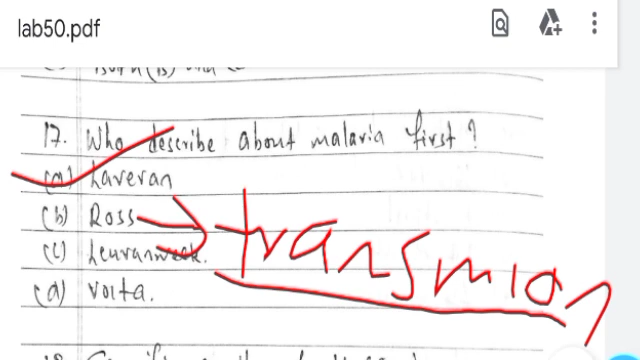 lab50.pdf
17. Who describe about malaria first?
(a) Laveran
(b) Ross
transmion
(c) Leuvanweek.
(d) Volta.